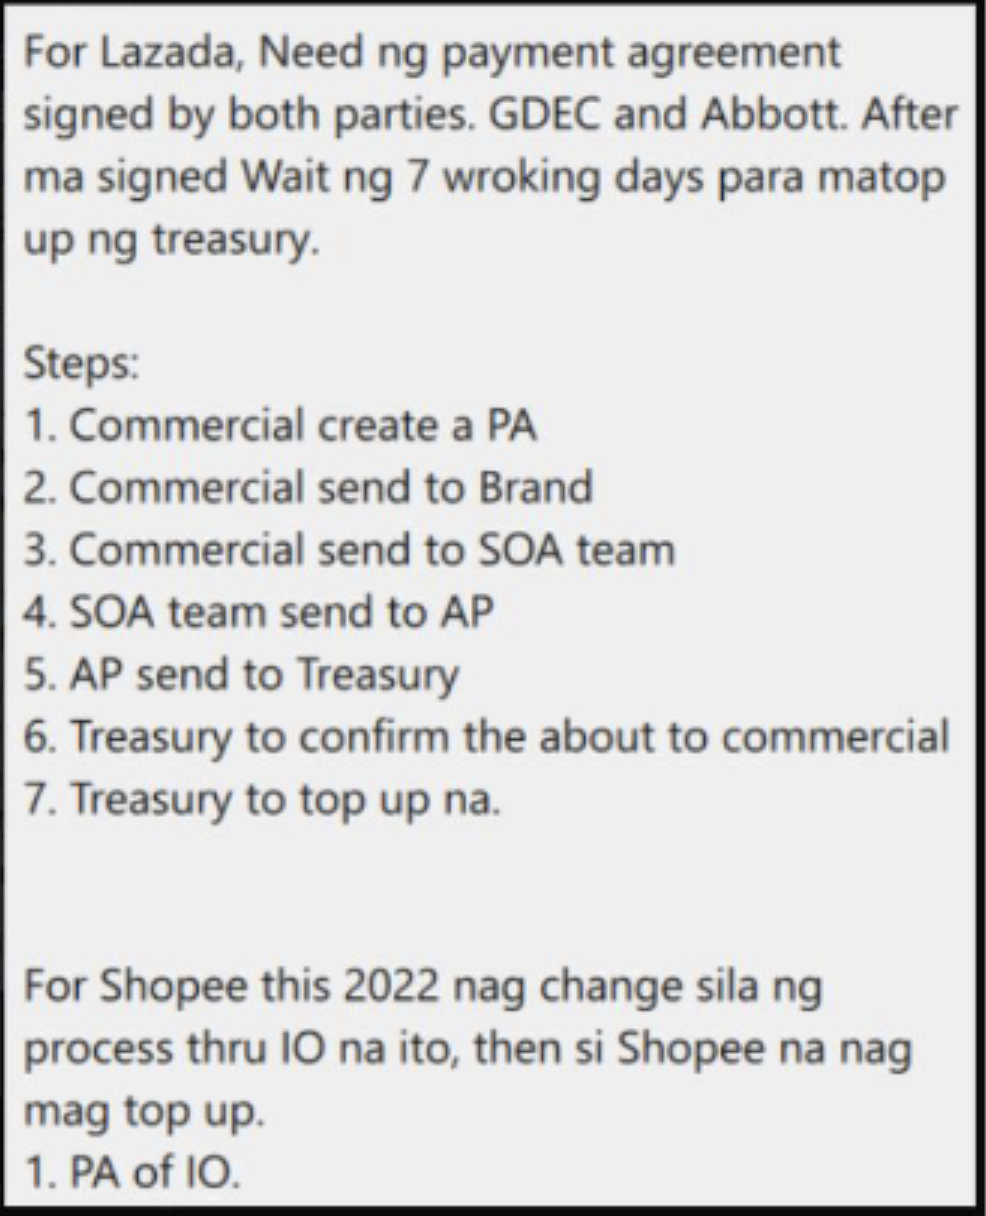 For Lazada, Need ng payment agreement
signed by both parties. GDEC and Abbott. After
ma signed Wait ng 7 wroking days para matop
up ng treasury.
Steps:
1. Commercial create a PA
2. Commercial send to Brand
3. Commercial send to SOA team
4. SOA team send to AP
5. AP send to Treasury
6. Treasury to confirm the about to commercial
7. Treasury to top up na.
For Shopee this 2022 nag change sila ng
process thru IO na ito, then si Shopee na nag
mag top up.
1. PA of IO.